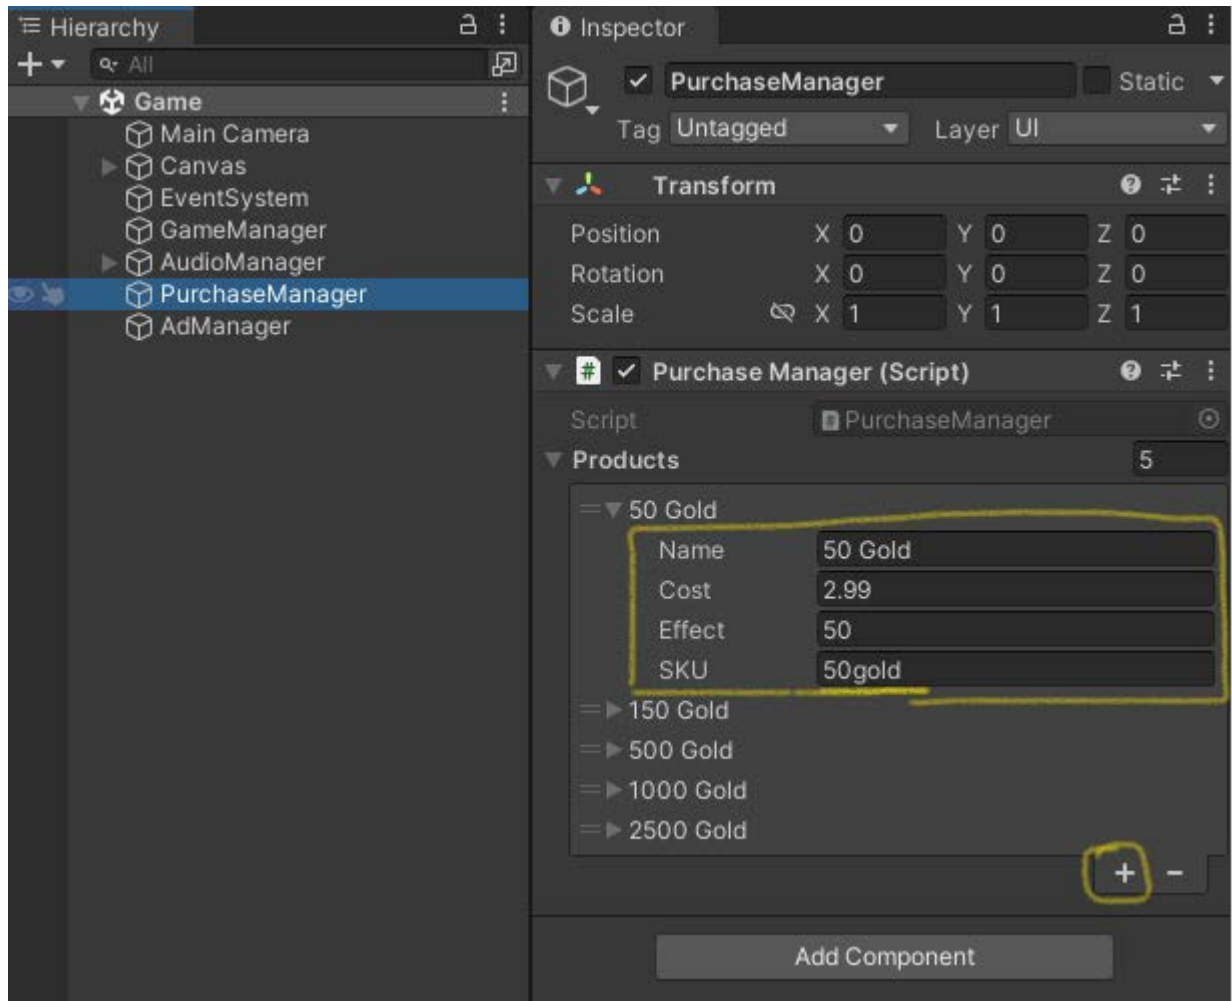 Hierarchy
All
Game
Main Camera
Canvas
EventSystem
GameManager
AudioManager
PurchaseManager
AdManager
Inspector
PurchaseManager Static
Tag Untagged Layer UI
Transform
Position X 0 Y 0 Z 0
Rotation X 0 Y 0 Z 0
Scale X 1 Y 1 Z 1
# Purchase Manager (Script)
Script PurchaseManager
Products 5
50 Gold
Name 50 Gold
Cost 2.99
Effect 50
SKU 50gold
150 Gold
500 Gold
1000 Gold
2500 Gold
+ -
Add Component